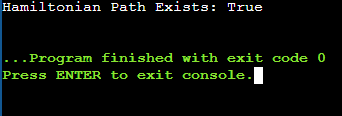 Hamiltonian Path Exists: True
...Program finished with exit code 0
Press ENTER to exit console.